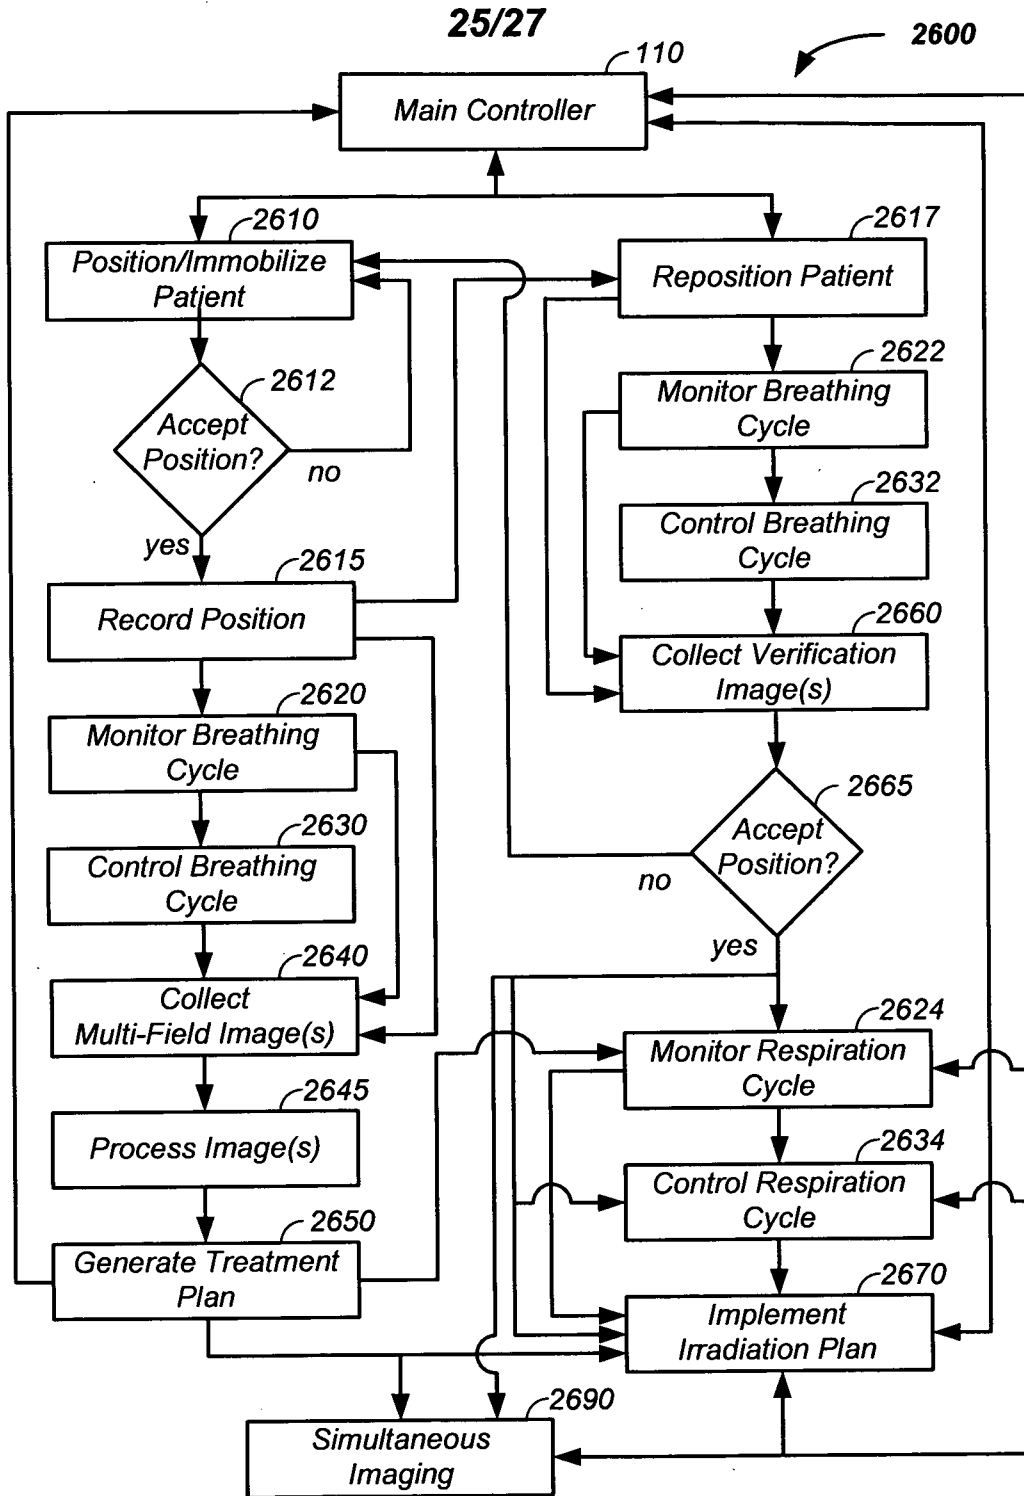 25/27
2600
110
Main Controller
2610
Position/Immobilize
Patient
2617
Reposition Patient
2612
Accept
Position?
no
yes
2622
Monitor Breathing
Cycle
2632
Control Breathing
Cycle
2615
Record Position
2660
Collect Verification
Image(s)
2620
Monitor Breathing
Cycle
2665
Accept
Position?
no
yes
2630
Control Breathing
Cycle
2640
Collect
Multi-Field Image(s)
2624
Monitor Respiration
Cycle
2645
Process Image(s)
2634
Control Respiration
Cycle
2650
Generate Treatment
Plan
2670
Implement
Irradiation Plan
2690
Simultaneous
Imaging